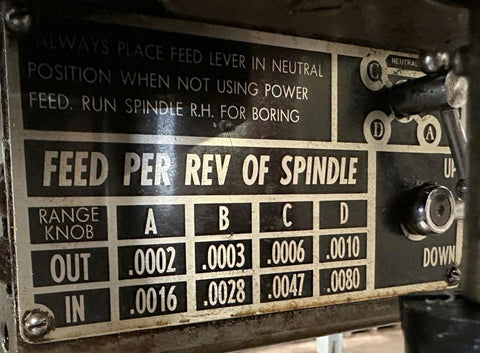 ALWAYS PLACE FEED LEVER IN NEUTRAL
POSITION WHEN NOT USING POWER
FEED. RUN SPINDLE R.H. FOR BORING
NEUTRAL
C
D A
FEED PER REV OF SPINDLE
RANGE KNOB A B C D
OUT .0002 .0003 .0006 .0010
IN .0016 .0028 .0047 .0080
UP
DOWN